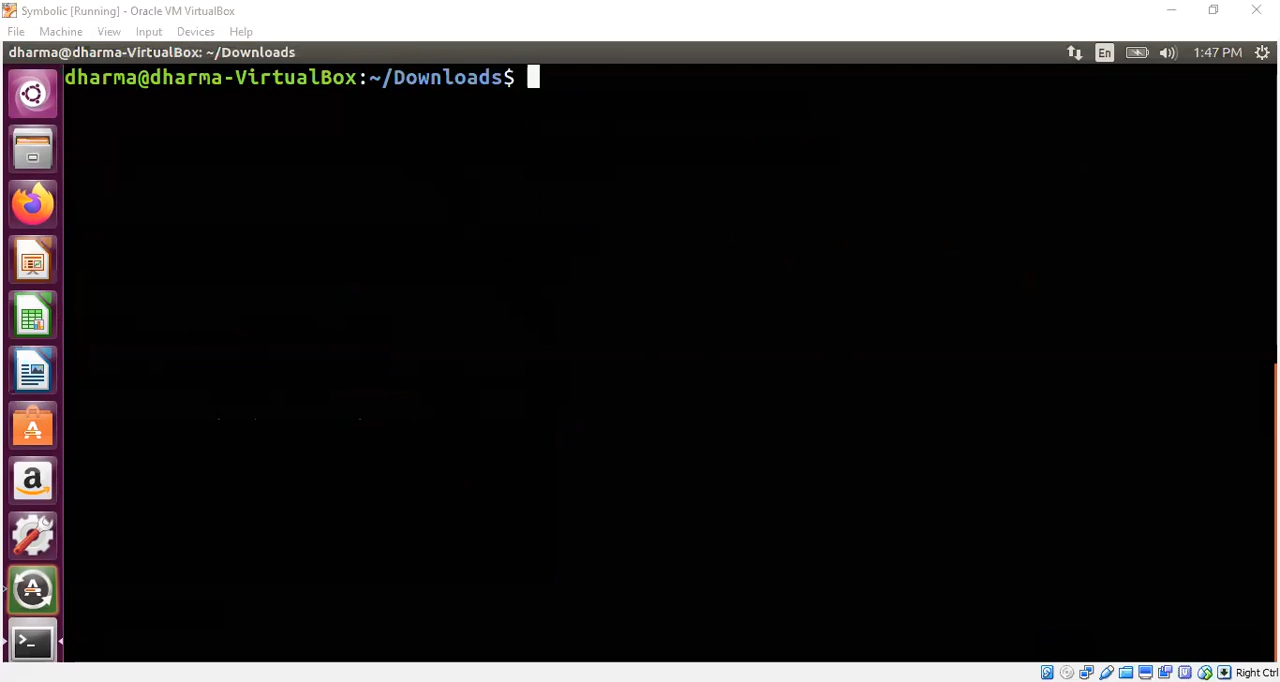 Symbolic [Running] - Oracle VM VirtualBox
File Machine View Input Devices Help
dharma@dharma-VirtualBox: ~/Downloads En 1:47 PM
dharma@dharma-VirtualBox:~/Downloads$
a
>_
Right Ctrl